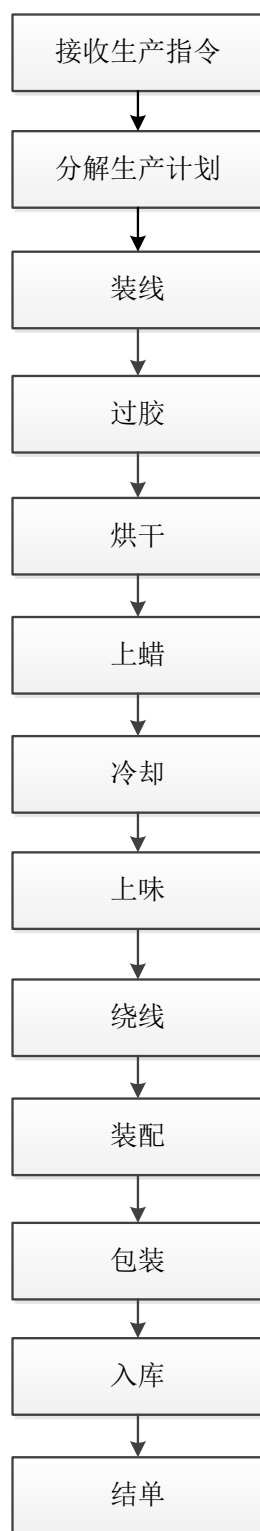 接收生产指令
分解生产计划
装线
过胶
烘干
上蜡
冷却
上味
绕线
装配
包装
入库
结单